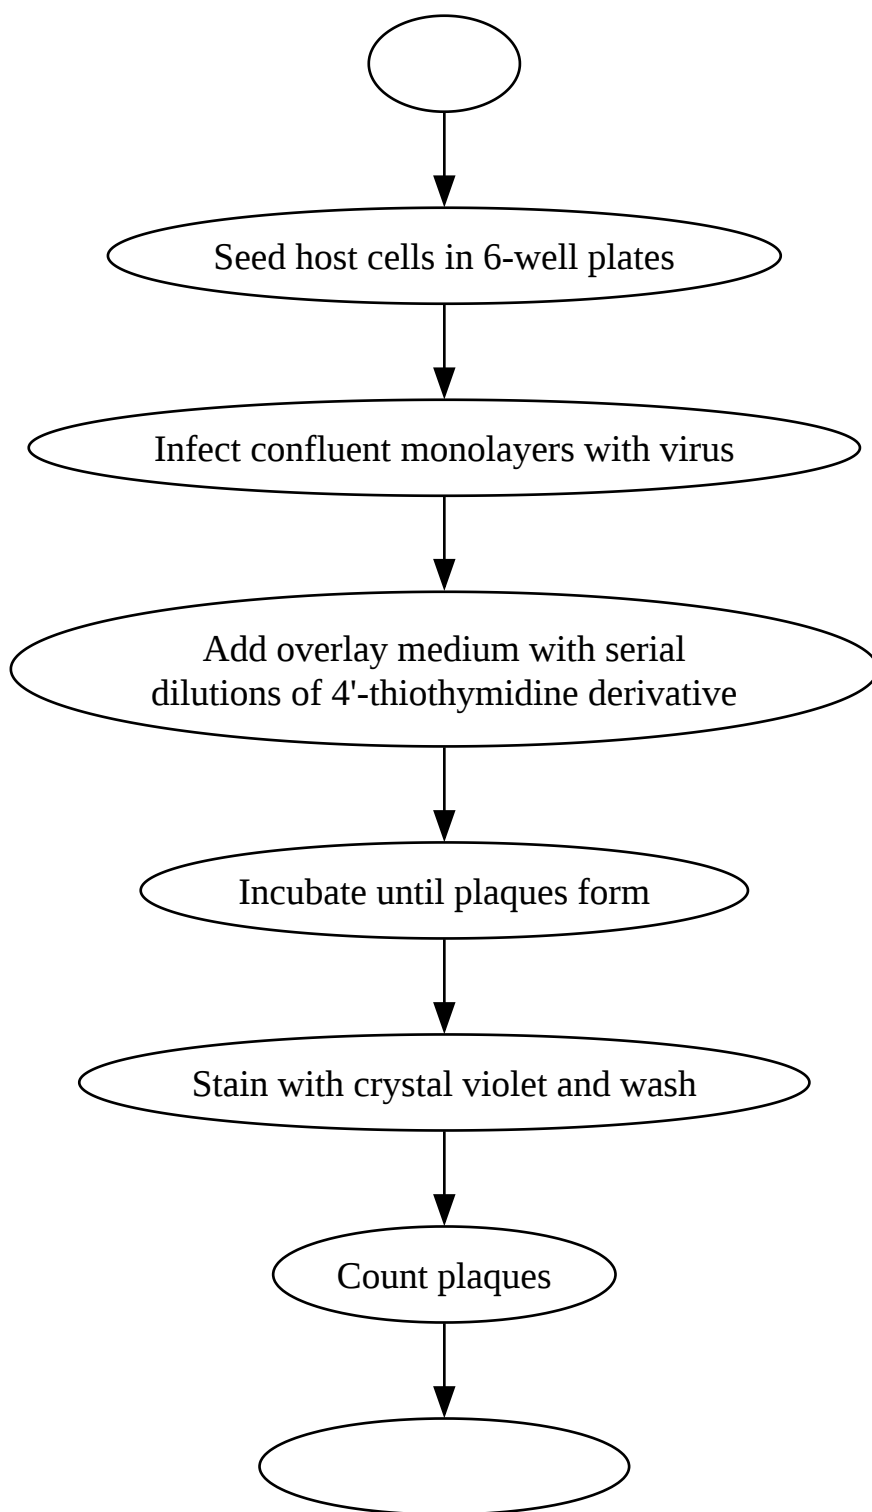 Seed host cells in 6-well plates
Infect confluent monolayers with virus
Add overlay medium with serial
dilutions of 4'-thiothymidine derivative
Incubate until plaques form
Stain with crystal violet and wash
Count plaques